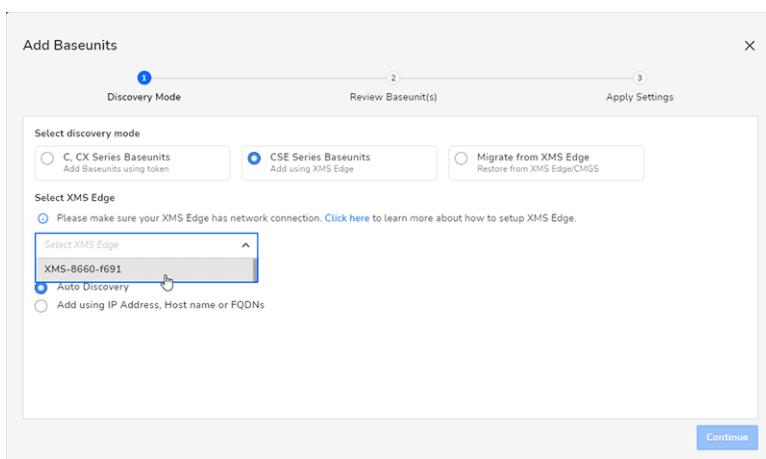 Add Baseunits
1
2
3
Discovery Mode
Review Baseunit(s)
Apply Settings
Select discovery mode
C, CX Series Baseunits
Add Baseunits using token
CSE Series Baseunits
Add using XMS Edge
Migrate from XMS Edge
Restore from XMS Edge/CMGS
Select XMS Edge
Please make sure your XMS Edge has network connection. Click here to learn more about how to setup XMS Edge.
Select XMS Edge
XMS-8660-f691
Auto Discovery
Add using IP Address, Host name or FQDNs
Continue